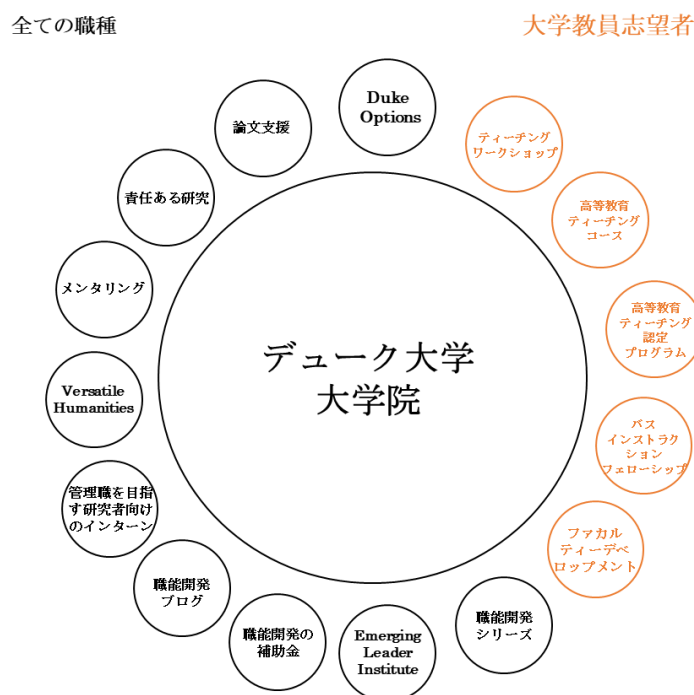 全ての職種
大学教員志望者
Duke
Options
ティーチング
ワークショップ
高等教育
ティーチング
コース
高等教育
ティーチング
認定
プログラム
バス
インストラク
ション
フェローシップ
ファカル
ティーデベ
ロップメント
職能開発
シリーズ
Emerging
Leader
Institute
職能開発の
補助金
職能開発
ブログ
管理職を目指
す研究者向け
のインターン
Versatile
Humanities
メンタリング
責任ある研究
論文支援
デューク大学
大学院